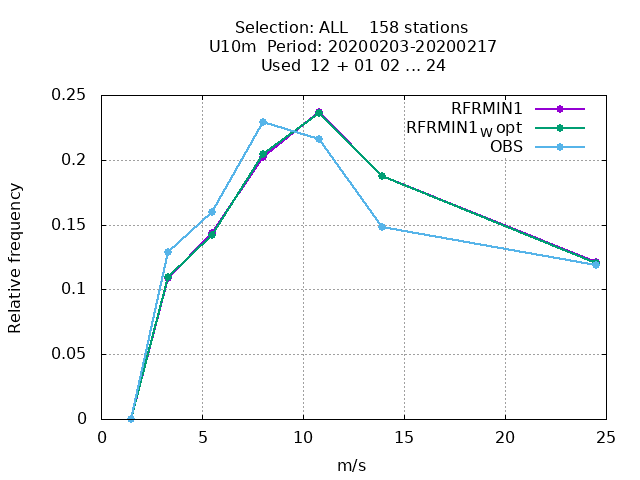 Selection: ALL    158 stations
U10m  Period: 20200203-20200217
Used  12 + 01 02 ... 24
Relative frequency
0.25
0.2
0.15
0.1
0.05
0
RFRMIN1
RFRMIN1_W opt
OBS
0 5 10 15 20 25
m/s